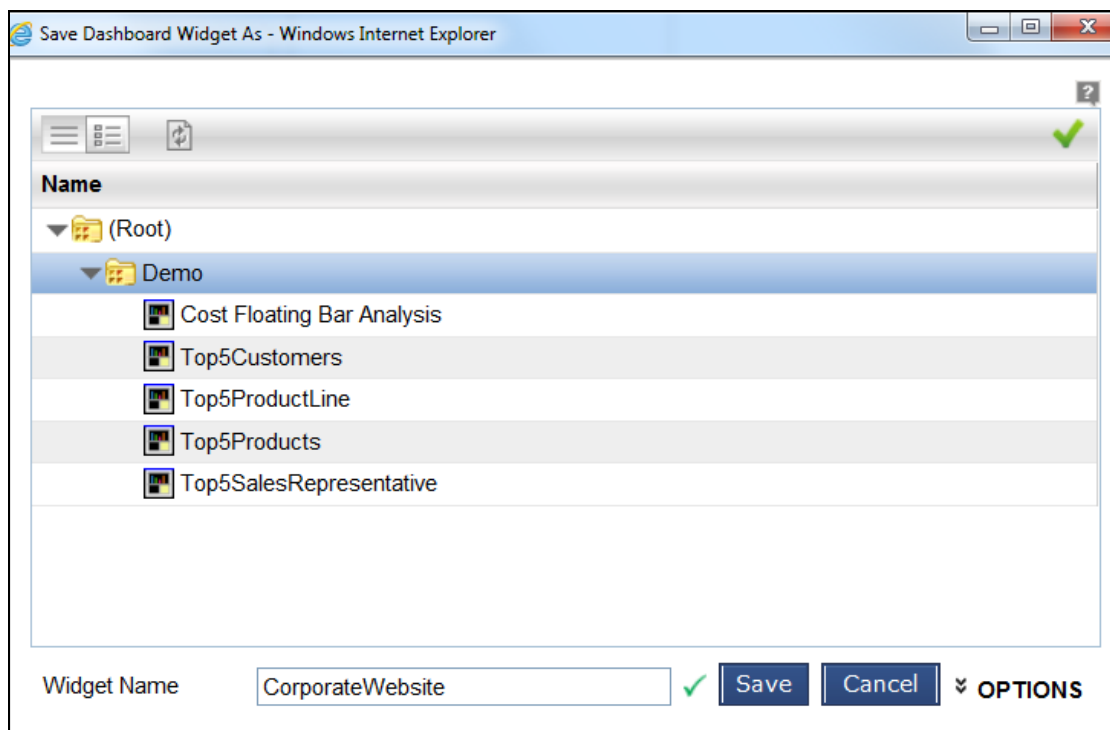 Save Dashboard Widget As - Windows Internet Explorer
?
Name
(Root)
Demo
Cost Floating Bar Analysis
Top5Customers
Top5ProductLine
Top5Products
Top5SalesRepresentative
Widget Name CorporateWebsite Save Cancel OPTIONS